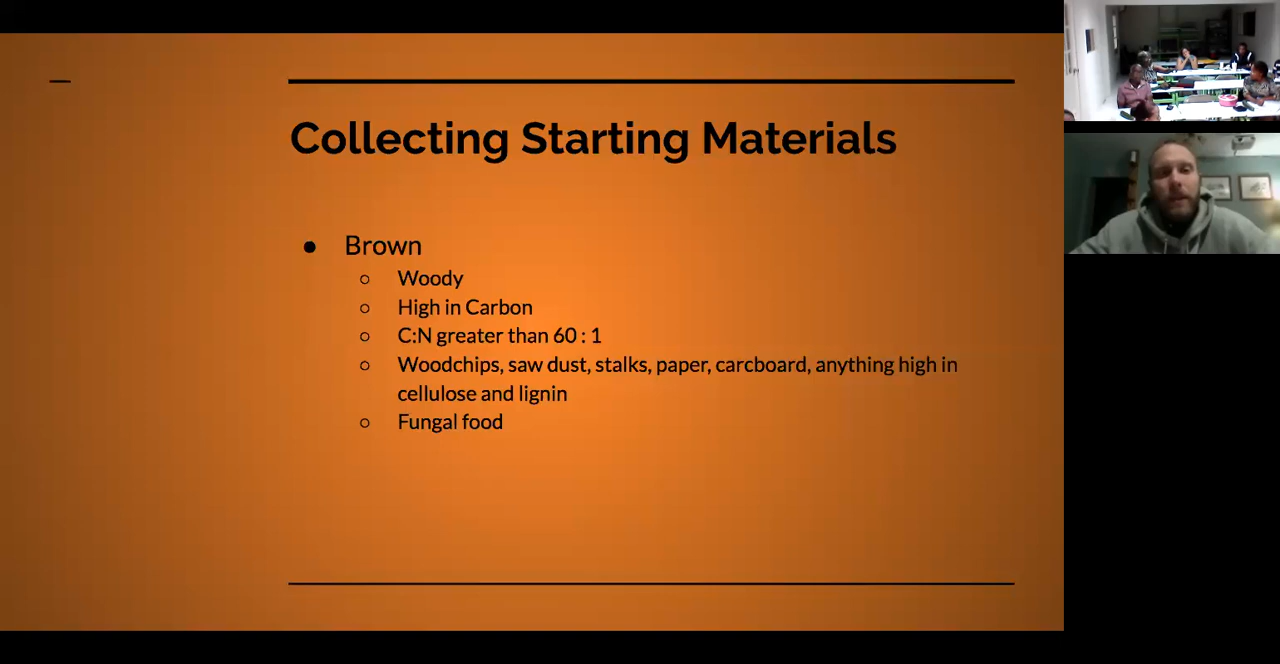 Collecting Starting Materials
● Brown
○ Woody
○ High in Carbon
○ C:N greater than 60 : 1
○ Woodchips, saw dust, stalks, paper, carcboard, anything high in
cellulose and lignin
○ Fungal food